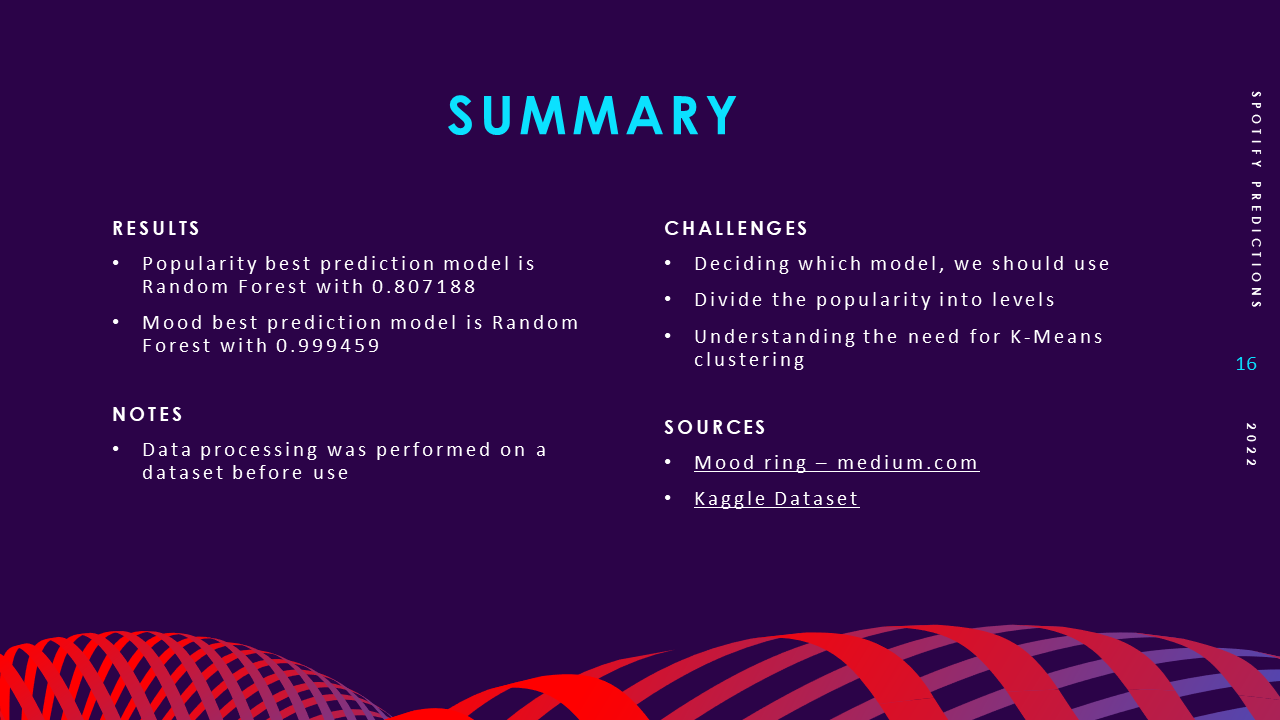 SUMMARY
RESULTS
• Popularity best prediction model is
Random Forest with 0.807188
• Mood best prediction model is Random
Forest with 0.999459
NOTES
• Data processing was performed on a
dataset before use
CHALLENGES
• Deciding which model, we should use
• Divide the popularity into levels
• Understanding the need for K-Means
clustering
SOURCES
• Mood ring – medium.com
• Kaggle Dataset
SPOTIFY PREDICTIONS
16
2022